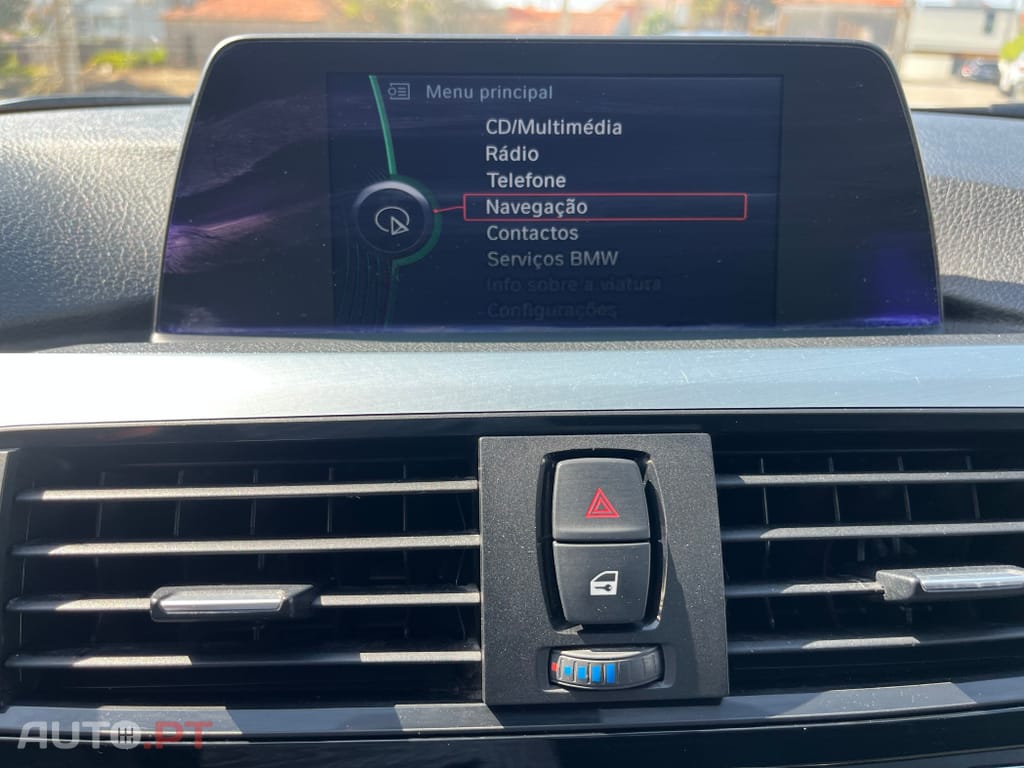 Menu principal
CD/Multimédia
Rádio
Telefone
Navegação
Contactos
Serviços BMW
Info sobre a viatura
Configurações
AUTO.PT